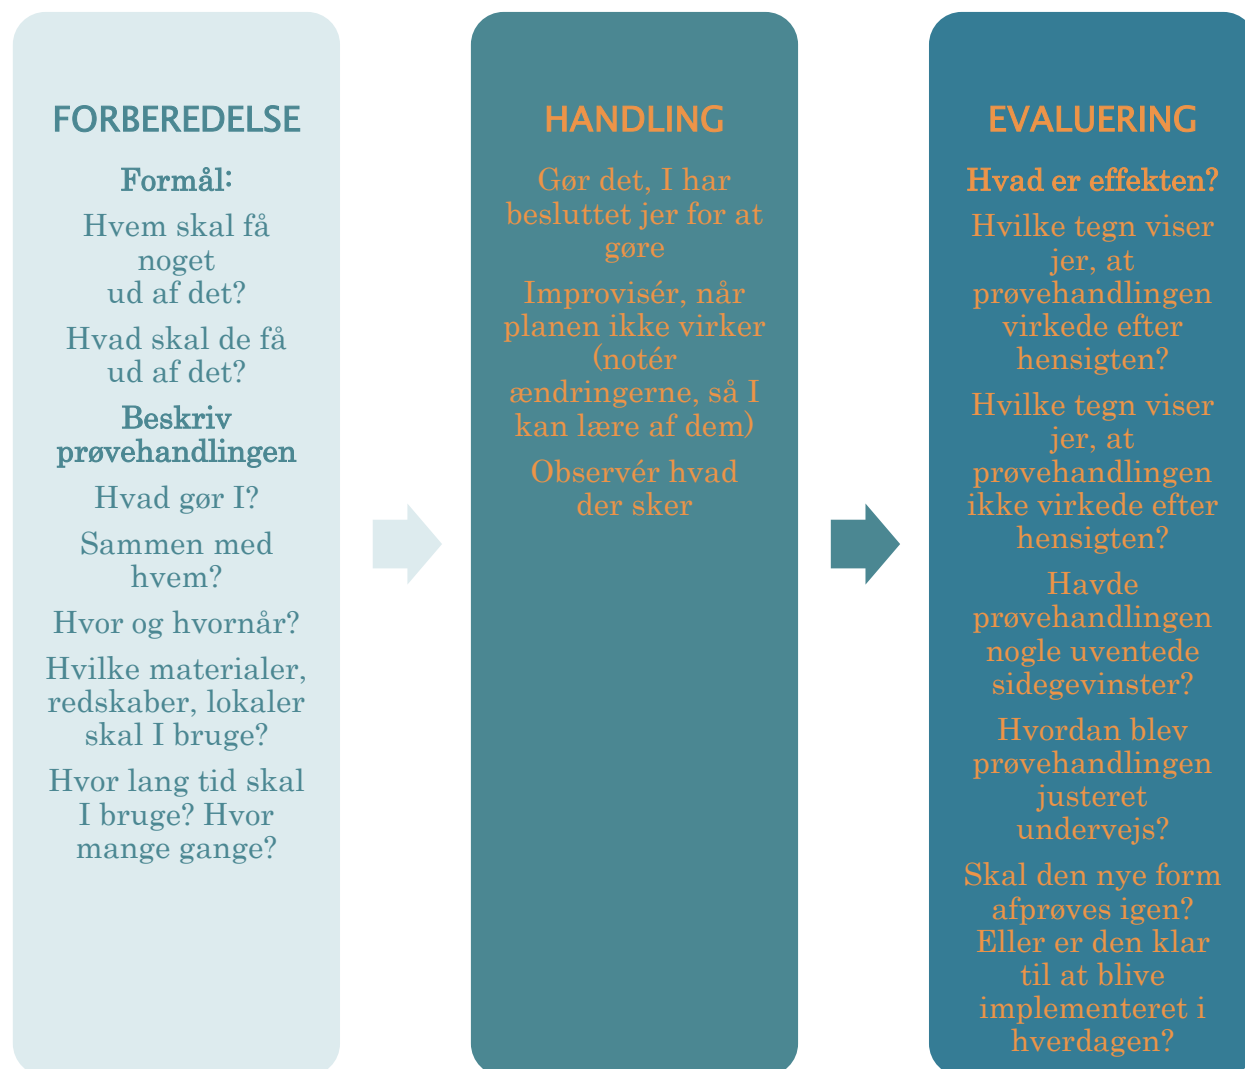 FORBEREDELSE
Formål:
Hvem skal få
noget
ud af det?
Hvad skal de få
ud af det?
Beskriv
prøvehandlingen
Hvad gør I?
Sammen med
hvem?
Hvor og hvornår?
Hvilke materialer,
redskaber, lokaler
skal I bruge?
Hvor lang tid skal
I bruge? Hvor
mange gange?
HANDLING
Gør det, I har
besluttet jer for at
gøre
Improvisér, når
planen ikke virker
(notér
ændringerne, så I
kan lære af dem)
Observér hvad
der sker
EVALUERING
Hvad er effekten?
Hvilke tegn viser
jer, at
prøvehandlingen
virkede efter
hensigten?
Hvilke tegn viser
jer, at
prøvehandlingen
ikke virkede efter
hensigten?
Havde
prøvehandlingen
nogle uventede
sidegevinster?
Hvordan blev
prøvehandlingen
justeret
undervejs?
Skal den nye form
afprøves igen?
Eller er den klar
til at blive
implementeret i
hverdagen?